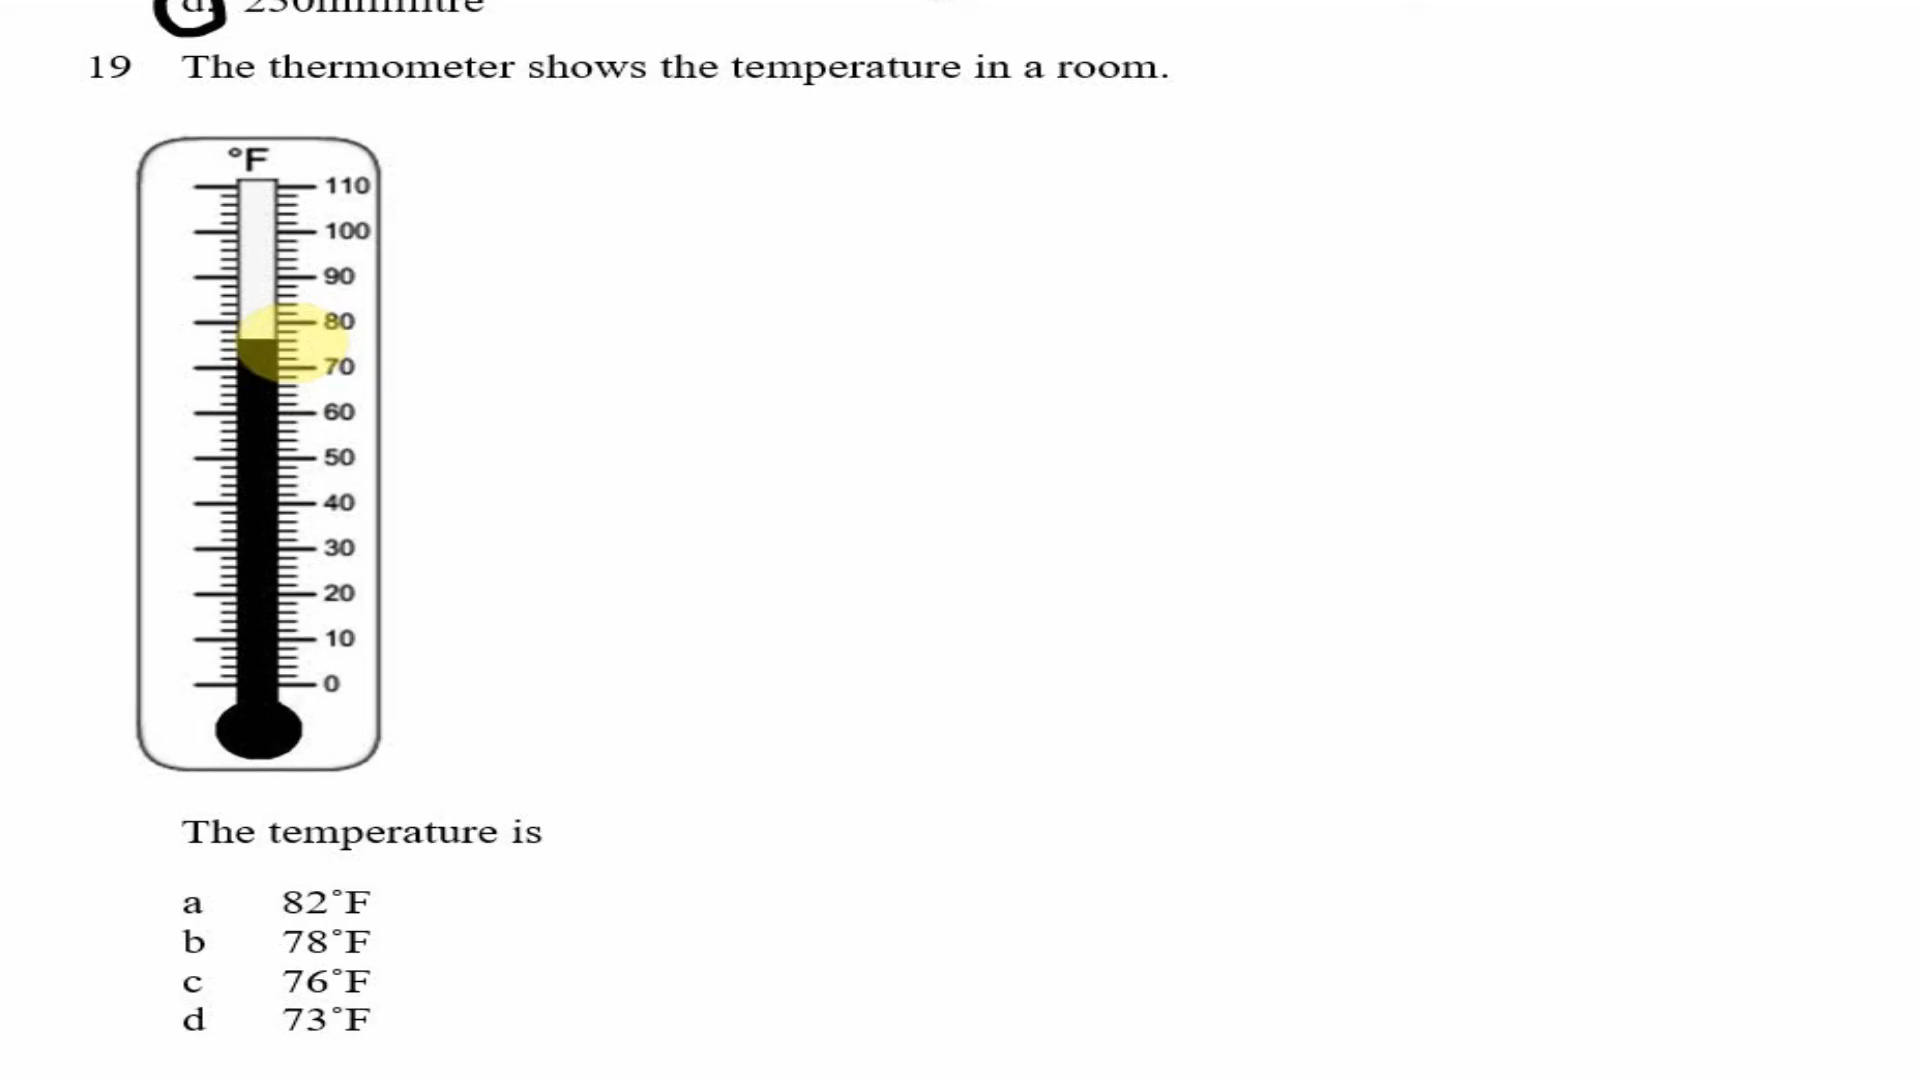 19 The thermometer shows the temperature in a room.
°F
110
100
90
80
70
60
50
40
30
20
10
0
The temperature is
a 82°F
b 78°F
c 76°F
d 73°F